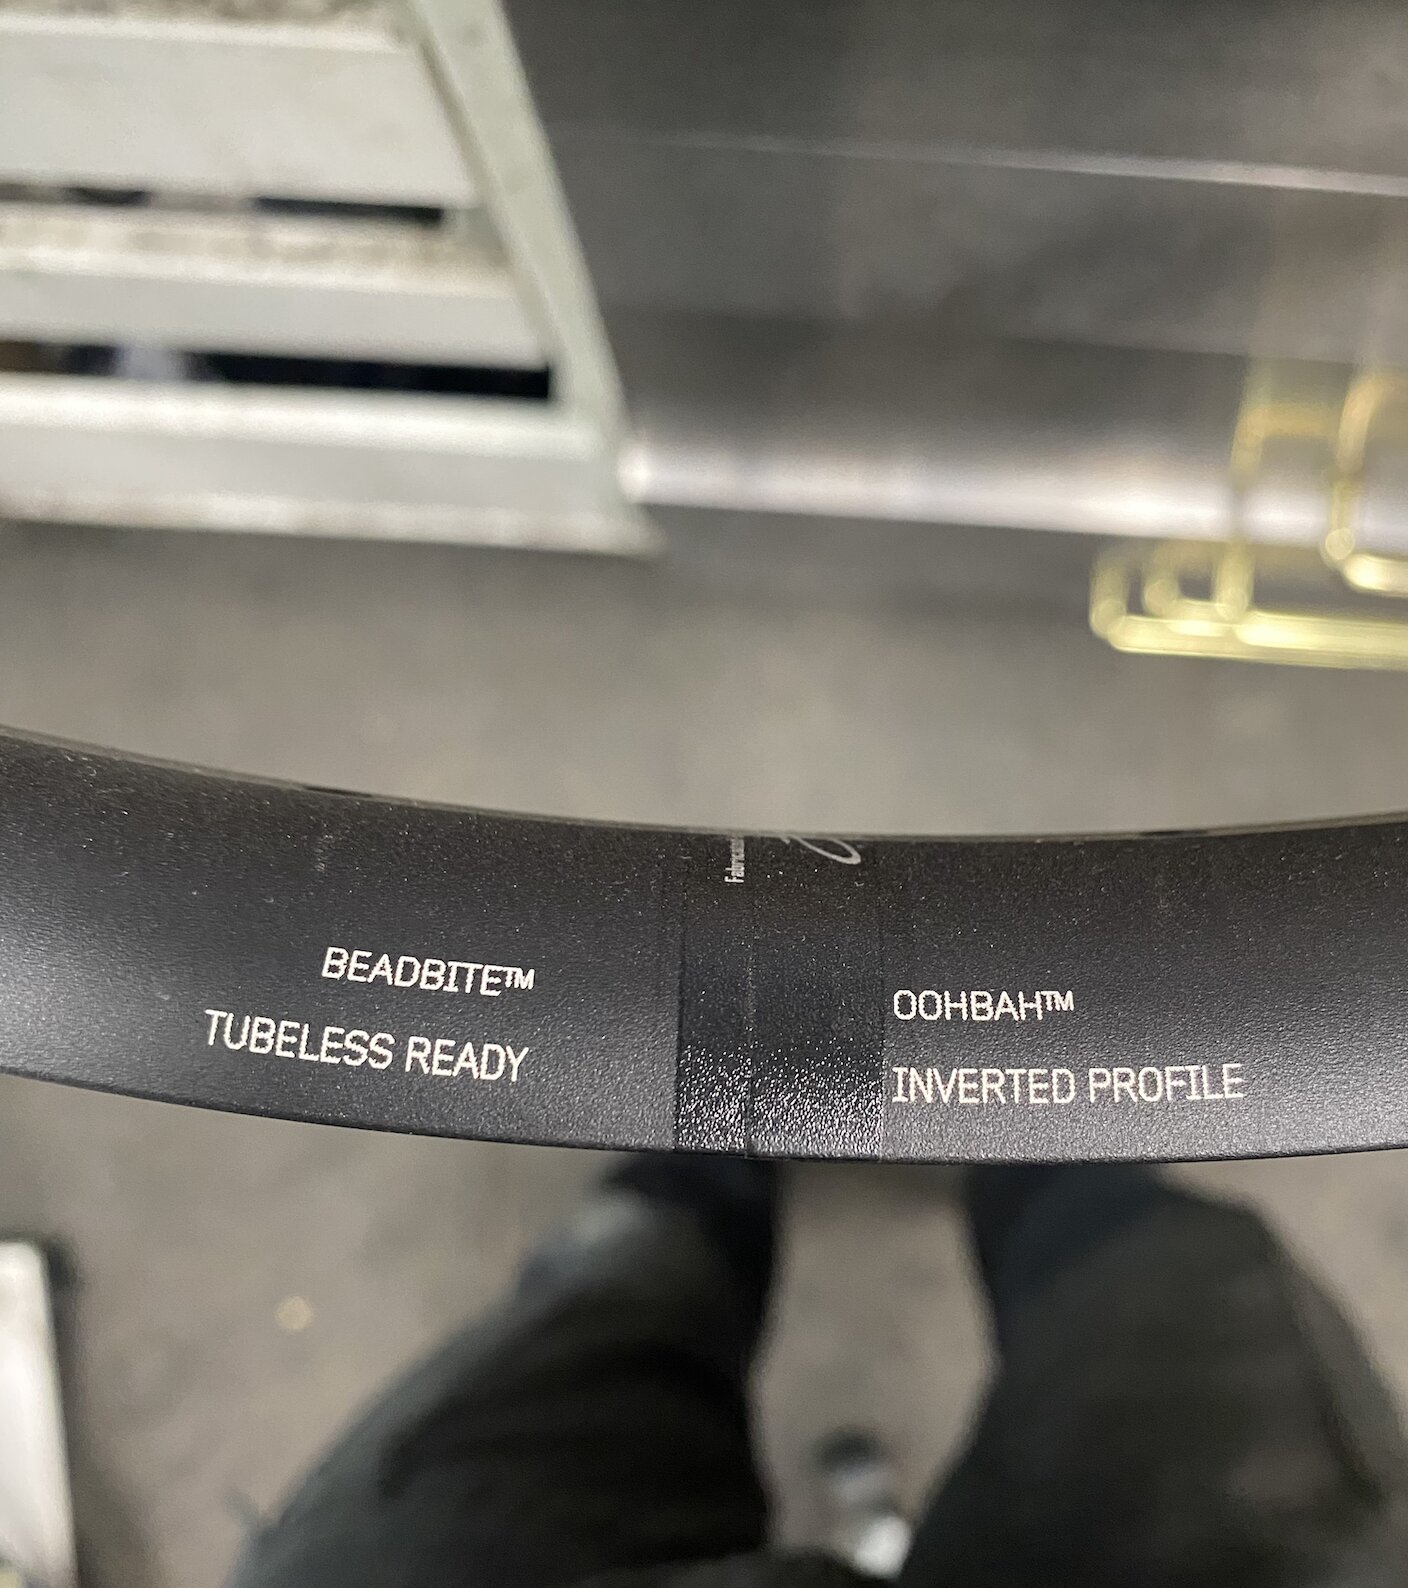 BEADBITE™
TUBELESS READY
OOHBAH™
INVERTED PROFILE